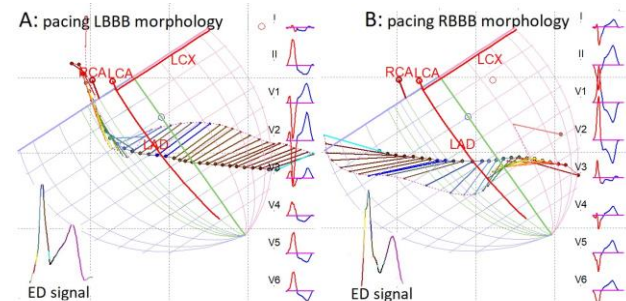 A: pacing LBBB morphology
I
II
V1
V2
V3
V4
V5
V6
RCA LCA
LCX
LAD
ED signal
B: pacing RBBB morphology
I
II
V1
V2
V3
V4
V5
V6
RCA LCA
LCX
LAD
ED signal